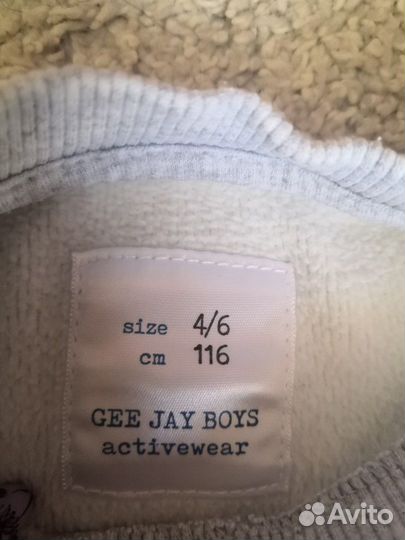 size 4/6
cm 116
GEE JAY BOYS
activewear
Avito